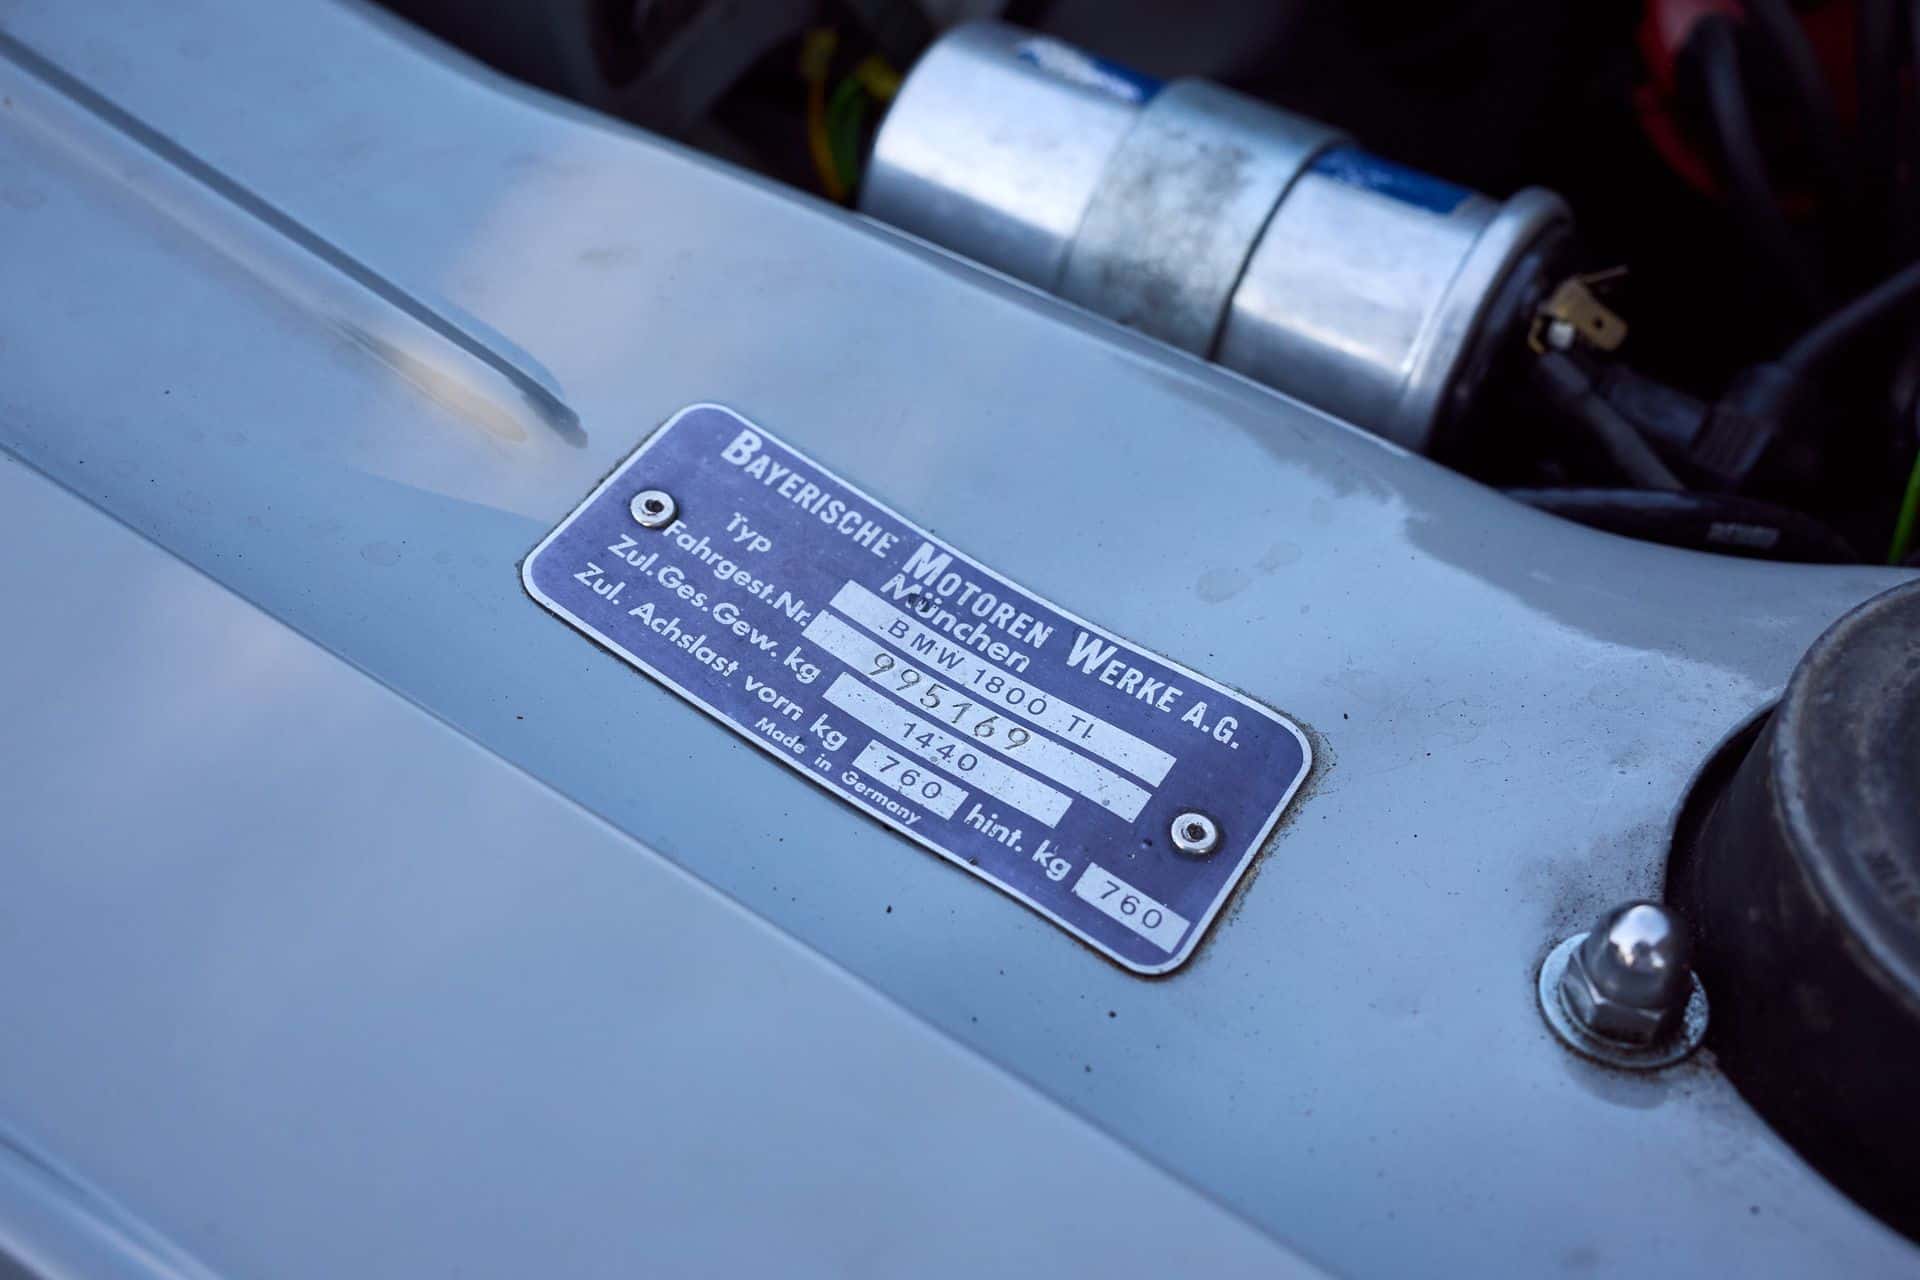 BAYERISCHE MOTOREN WERKE A.G.
München
Typ BMW 1800 TI
Fahrgest.Nr. 995169
Zul.Ges.Gew. kg 1440
Zul. Achslast vorn kg 760 hint. kg 760
Made in Germany